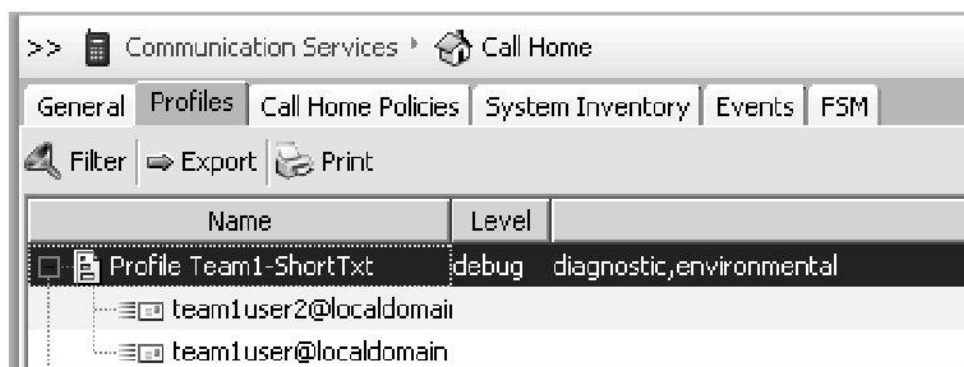 >> Communication Services Call Home
General Profiles Call Home Policies System Inventory Events FSM
Filter Export Print
Name Level
Profile Team1-ShortTxt debug diagnostic,environmental
team1user2@localdomaii
team1user@localdomain